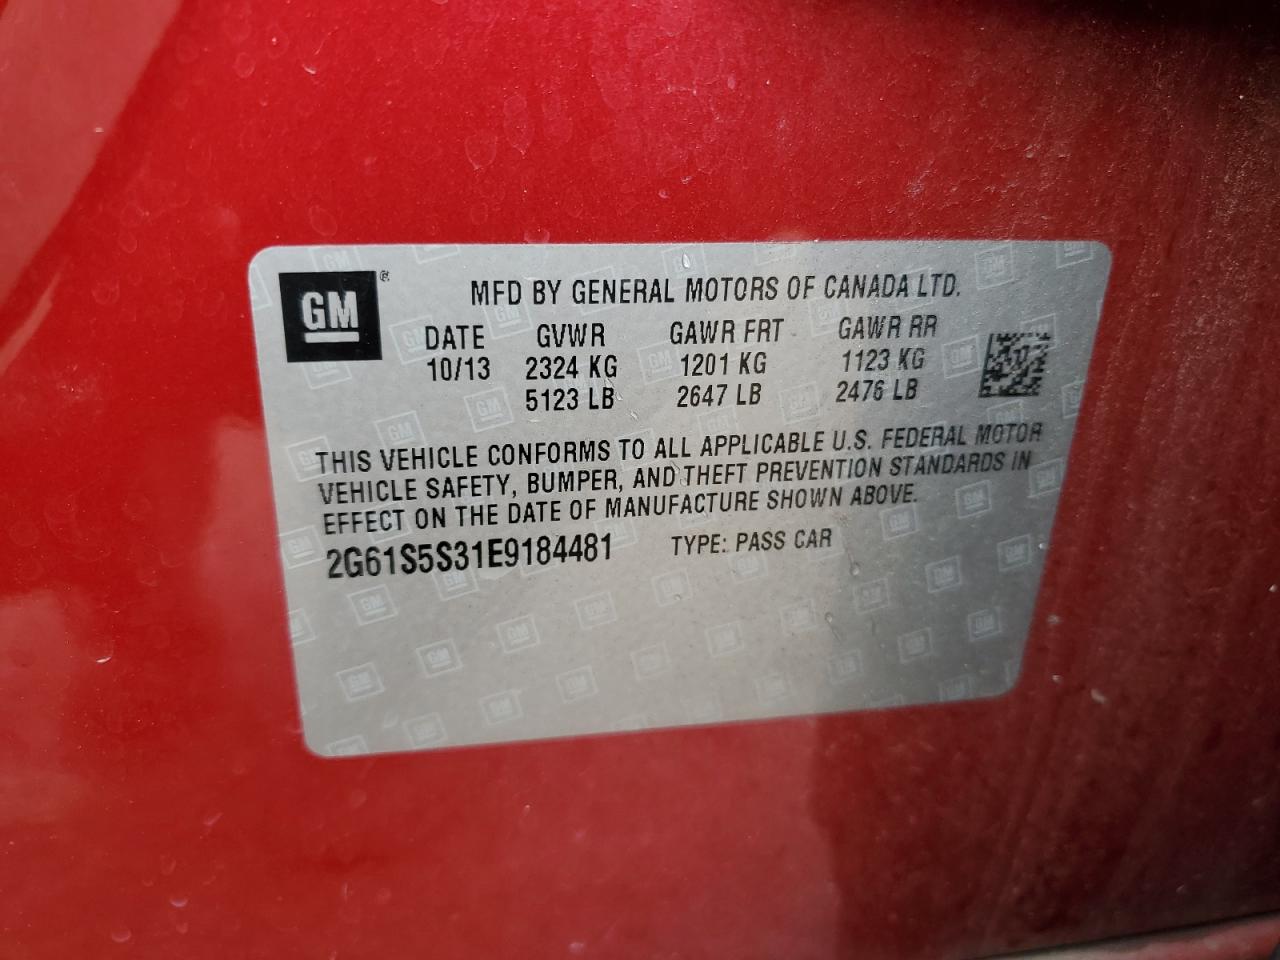 GM®
MFD BY GENERAL MOTORS OF CANADA LTD.
DATE GVWR GAWR FRT GAWR RR
10/13 2324 KG 1201 KG 1123 KG
5123 LB 2647 LB 2476 LB
THIS VEHICLE CONFORMS TO ALL APPLICABLE U.S. FEDERAL MOTOR
VEHICLE SAFETY, BUMPER, AND THEFT PREVENTION STANDARDS IN
EFFECT ON THE DATE OF MANUFACTURE SHOWN ABOVE.
2G61S5S31E9184481 TYPE: PASS CAR